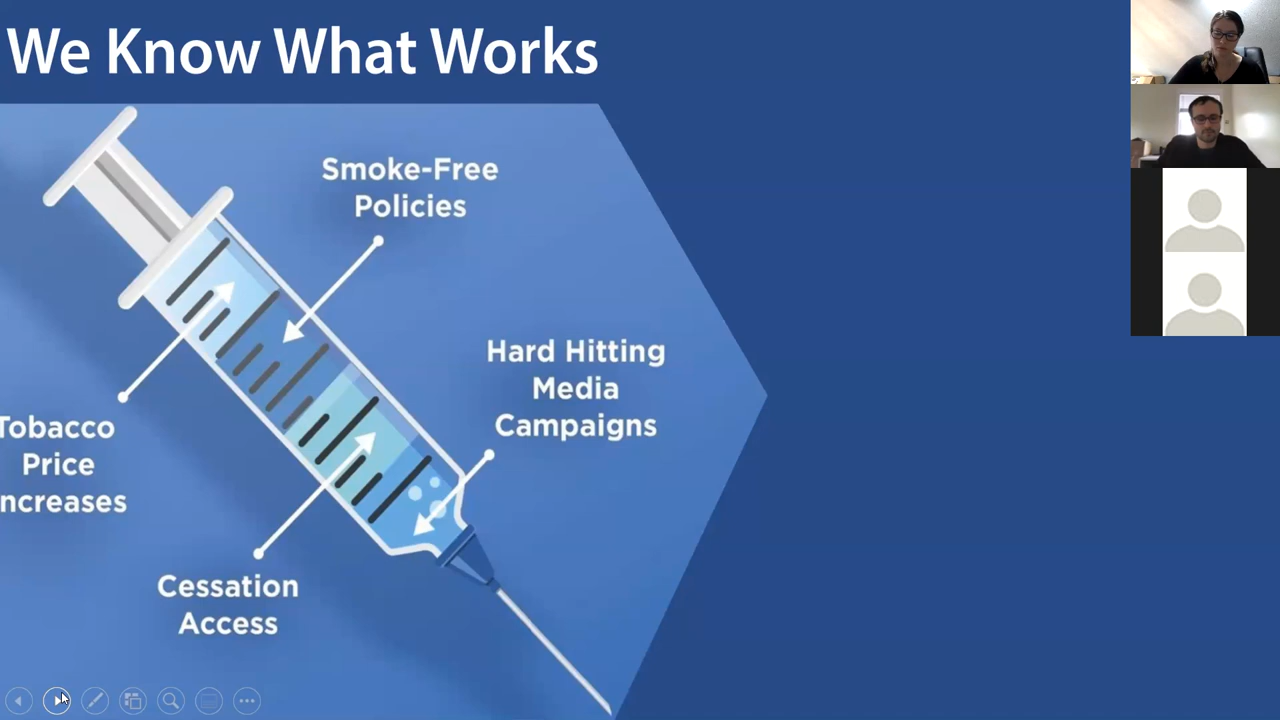 We Know What Works
Smoke-Free
Policies
Hard Hitting
Media
Campaigns
Tobacco
Price
ncreases
Cessation
Access